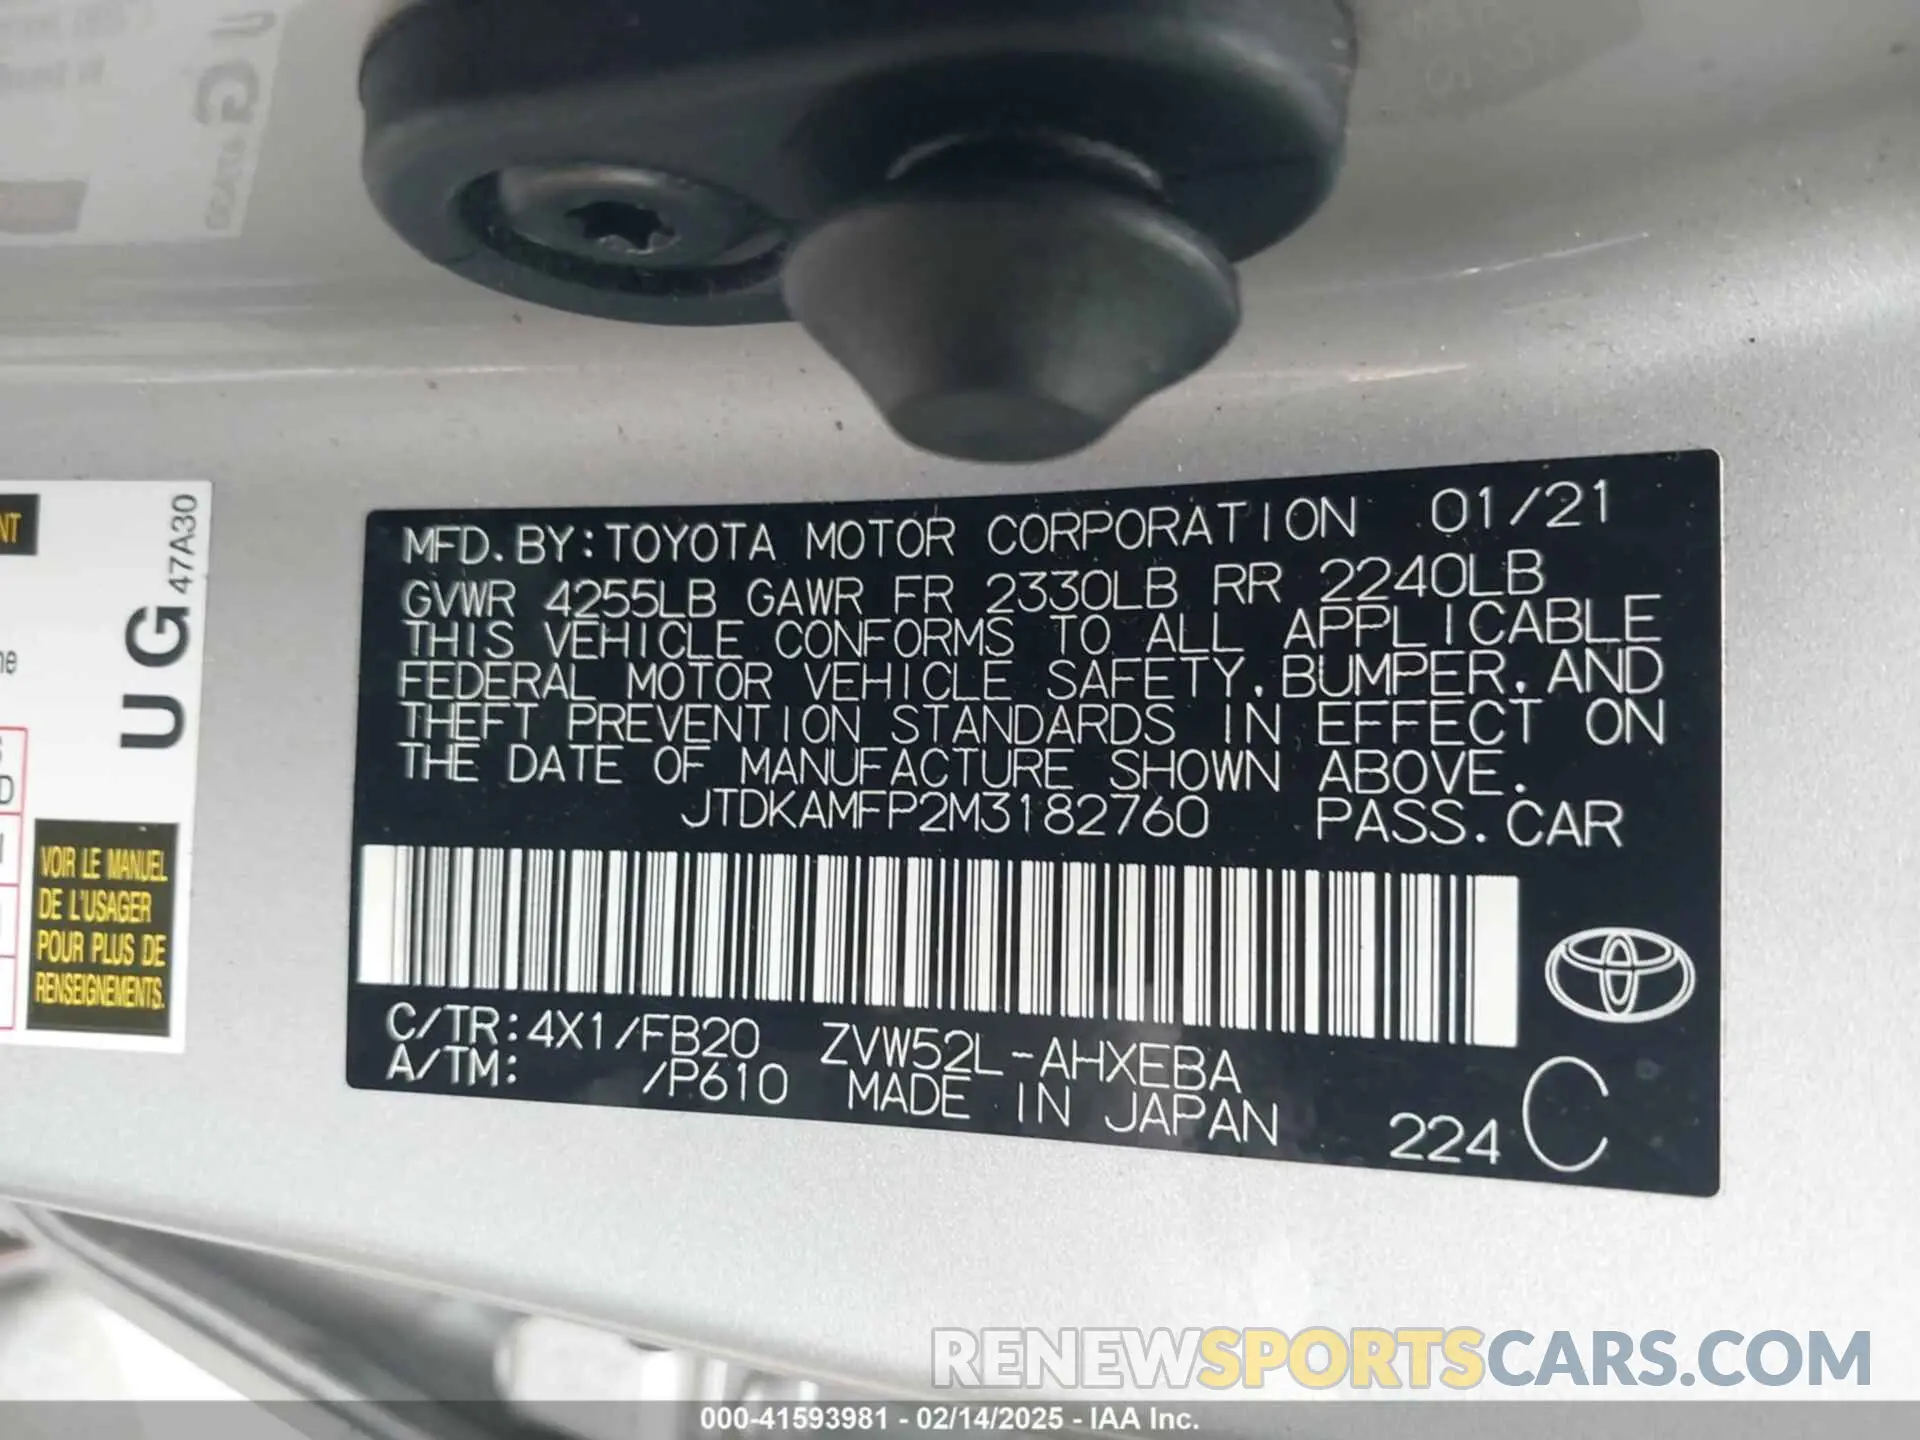 MFD.BY:TOYOTA MOTOR CORPORATION 01/21
GVWR 4255LB GAWR FR 2330LB RR 2240LB
THIS VEHICLE CONFORMS TO ALL APPLICABLE
FEDERAL MOTOR VEHICLE SAFETY, BUMPER, AND
THEFT PREVENTION STANDARDS IN EFFECT ON
THE DATE OF MANUFACTURE SHOWN ABOVE.
JTDKAMFP2M3182760 PASS.CAR
C/TR:4X1/FB20 ZVW52L-AHXEBA
A/TM: /P610 MADE IN JAPAN
224 C
UG 47A30
VOIR LE MANUEL
DE L'USAGER
POUR PLUS DE
RENSEIGNEMENTS.
RENEWSPORTSCARS.COM
000-41593981 - 02/14/2025 - IAA Inc.